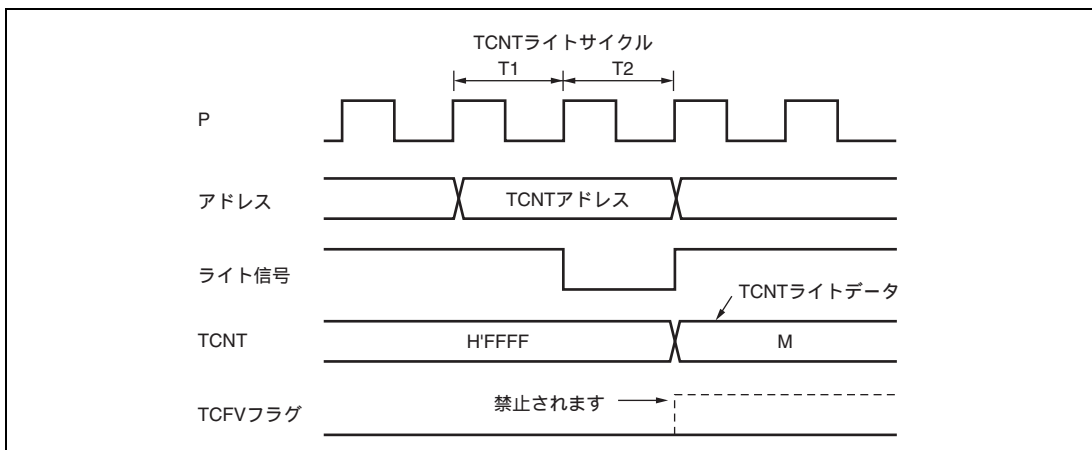 TCNTライトサイクル
T1
T2
P
アドレス
TCNTアドレス
ライト信号
TCNTライトデータ
TCNT
H'FFFF
M
禁止されます
TCFVフラグ